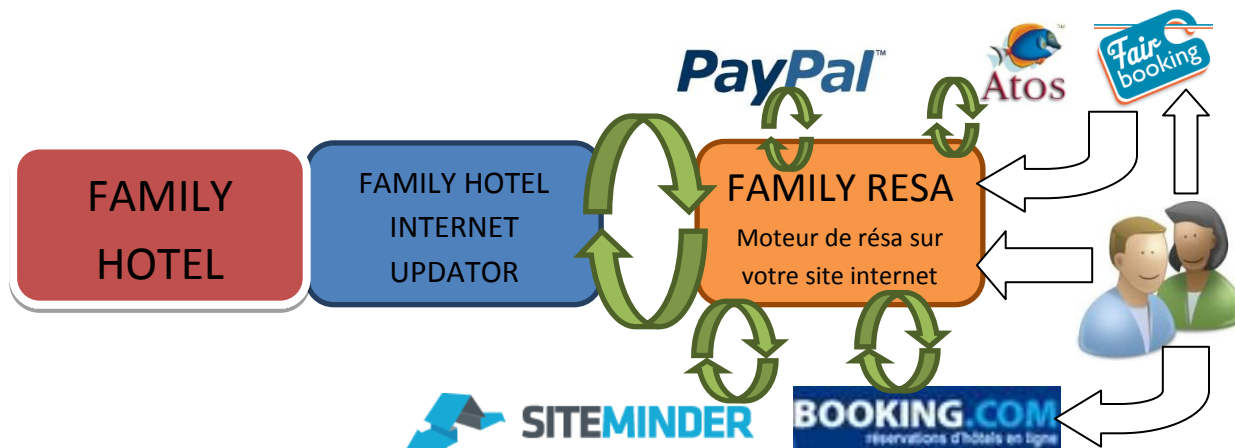 PayPal™
Atos
Fair
booking
FAMILY
HOTEL
FAMILY HOTEL
INTERNET
UPDATOR
FAMILY RESA
Moteur de résa sur
votre site internet
SITEMINDER
BOOKING.COM
réservations d'hôtels en ligne